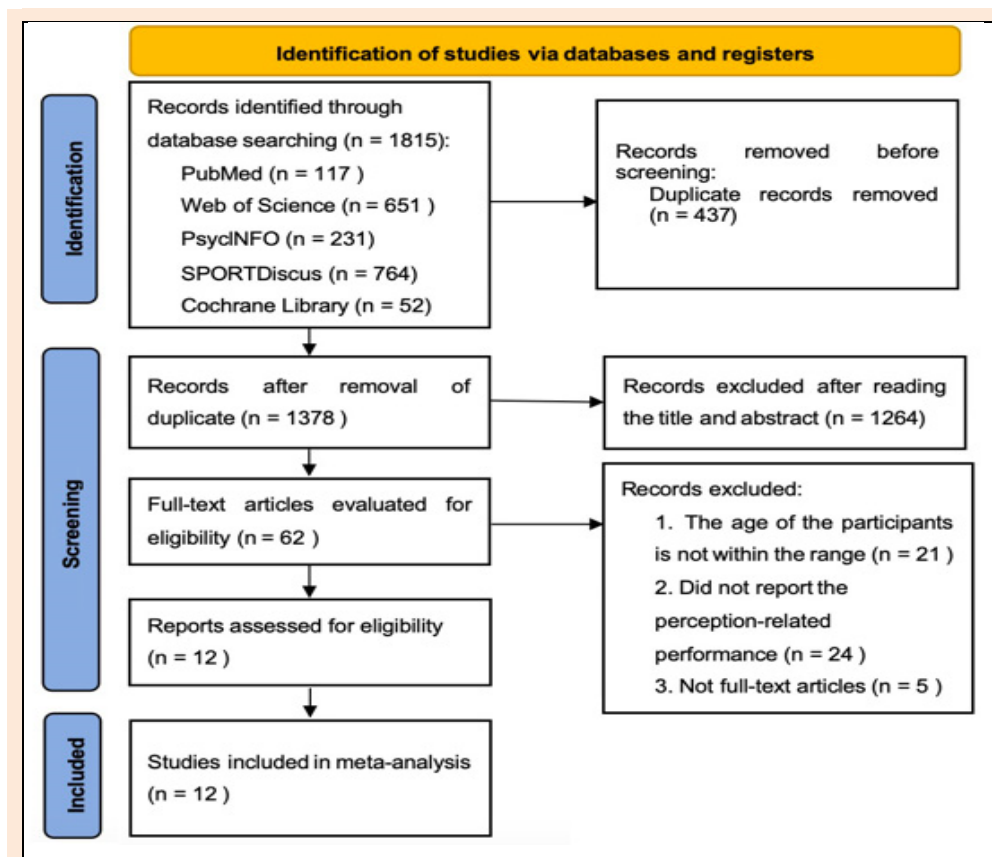 Identification of studies via databases and registers
Identification
Records identified through
database searching (n = 1815):
PubMed (n = 117 )
Web of Science (n = 651 )
PsycINFO (n = 231)
SPORTDiscus (n = 764)
Cochrane Library (n = 52)
Records removed before
screening:
Duplicate records removed
(n = 437)
Screening
Records after removal of
duplicate (n = 1378 )
Records excluded after reading
the title and abstract (n = 1264)
Full-text articles evaluated for
eligibility (n = 62 )
Records excluded:
1. The age of the participants
is not within the range (n = 21 )
2. Did not report the
perception-related
performance (n = 24 )
3. Not full-text articles (n = 5 )
Reports assessed for eligibility
(n = 12 )
Included
Studies included in meta-analysis
(n = 12 )